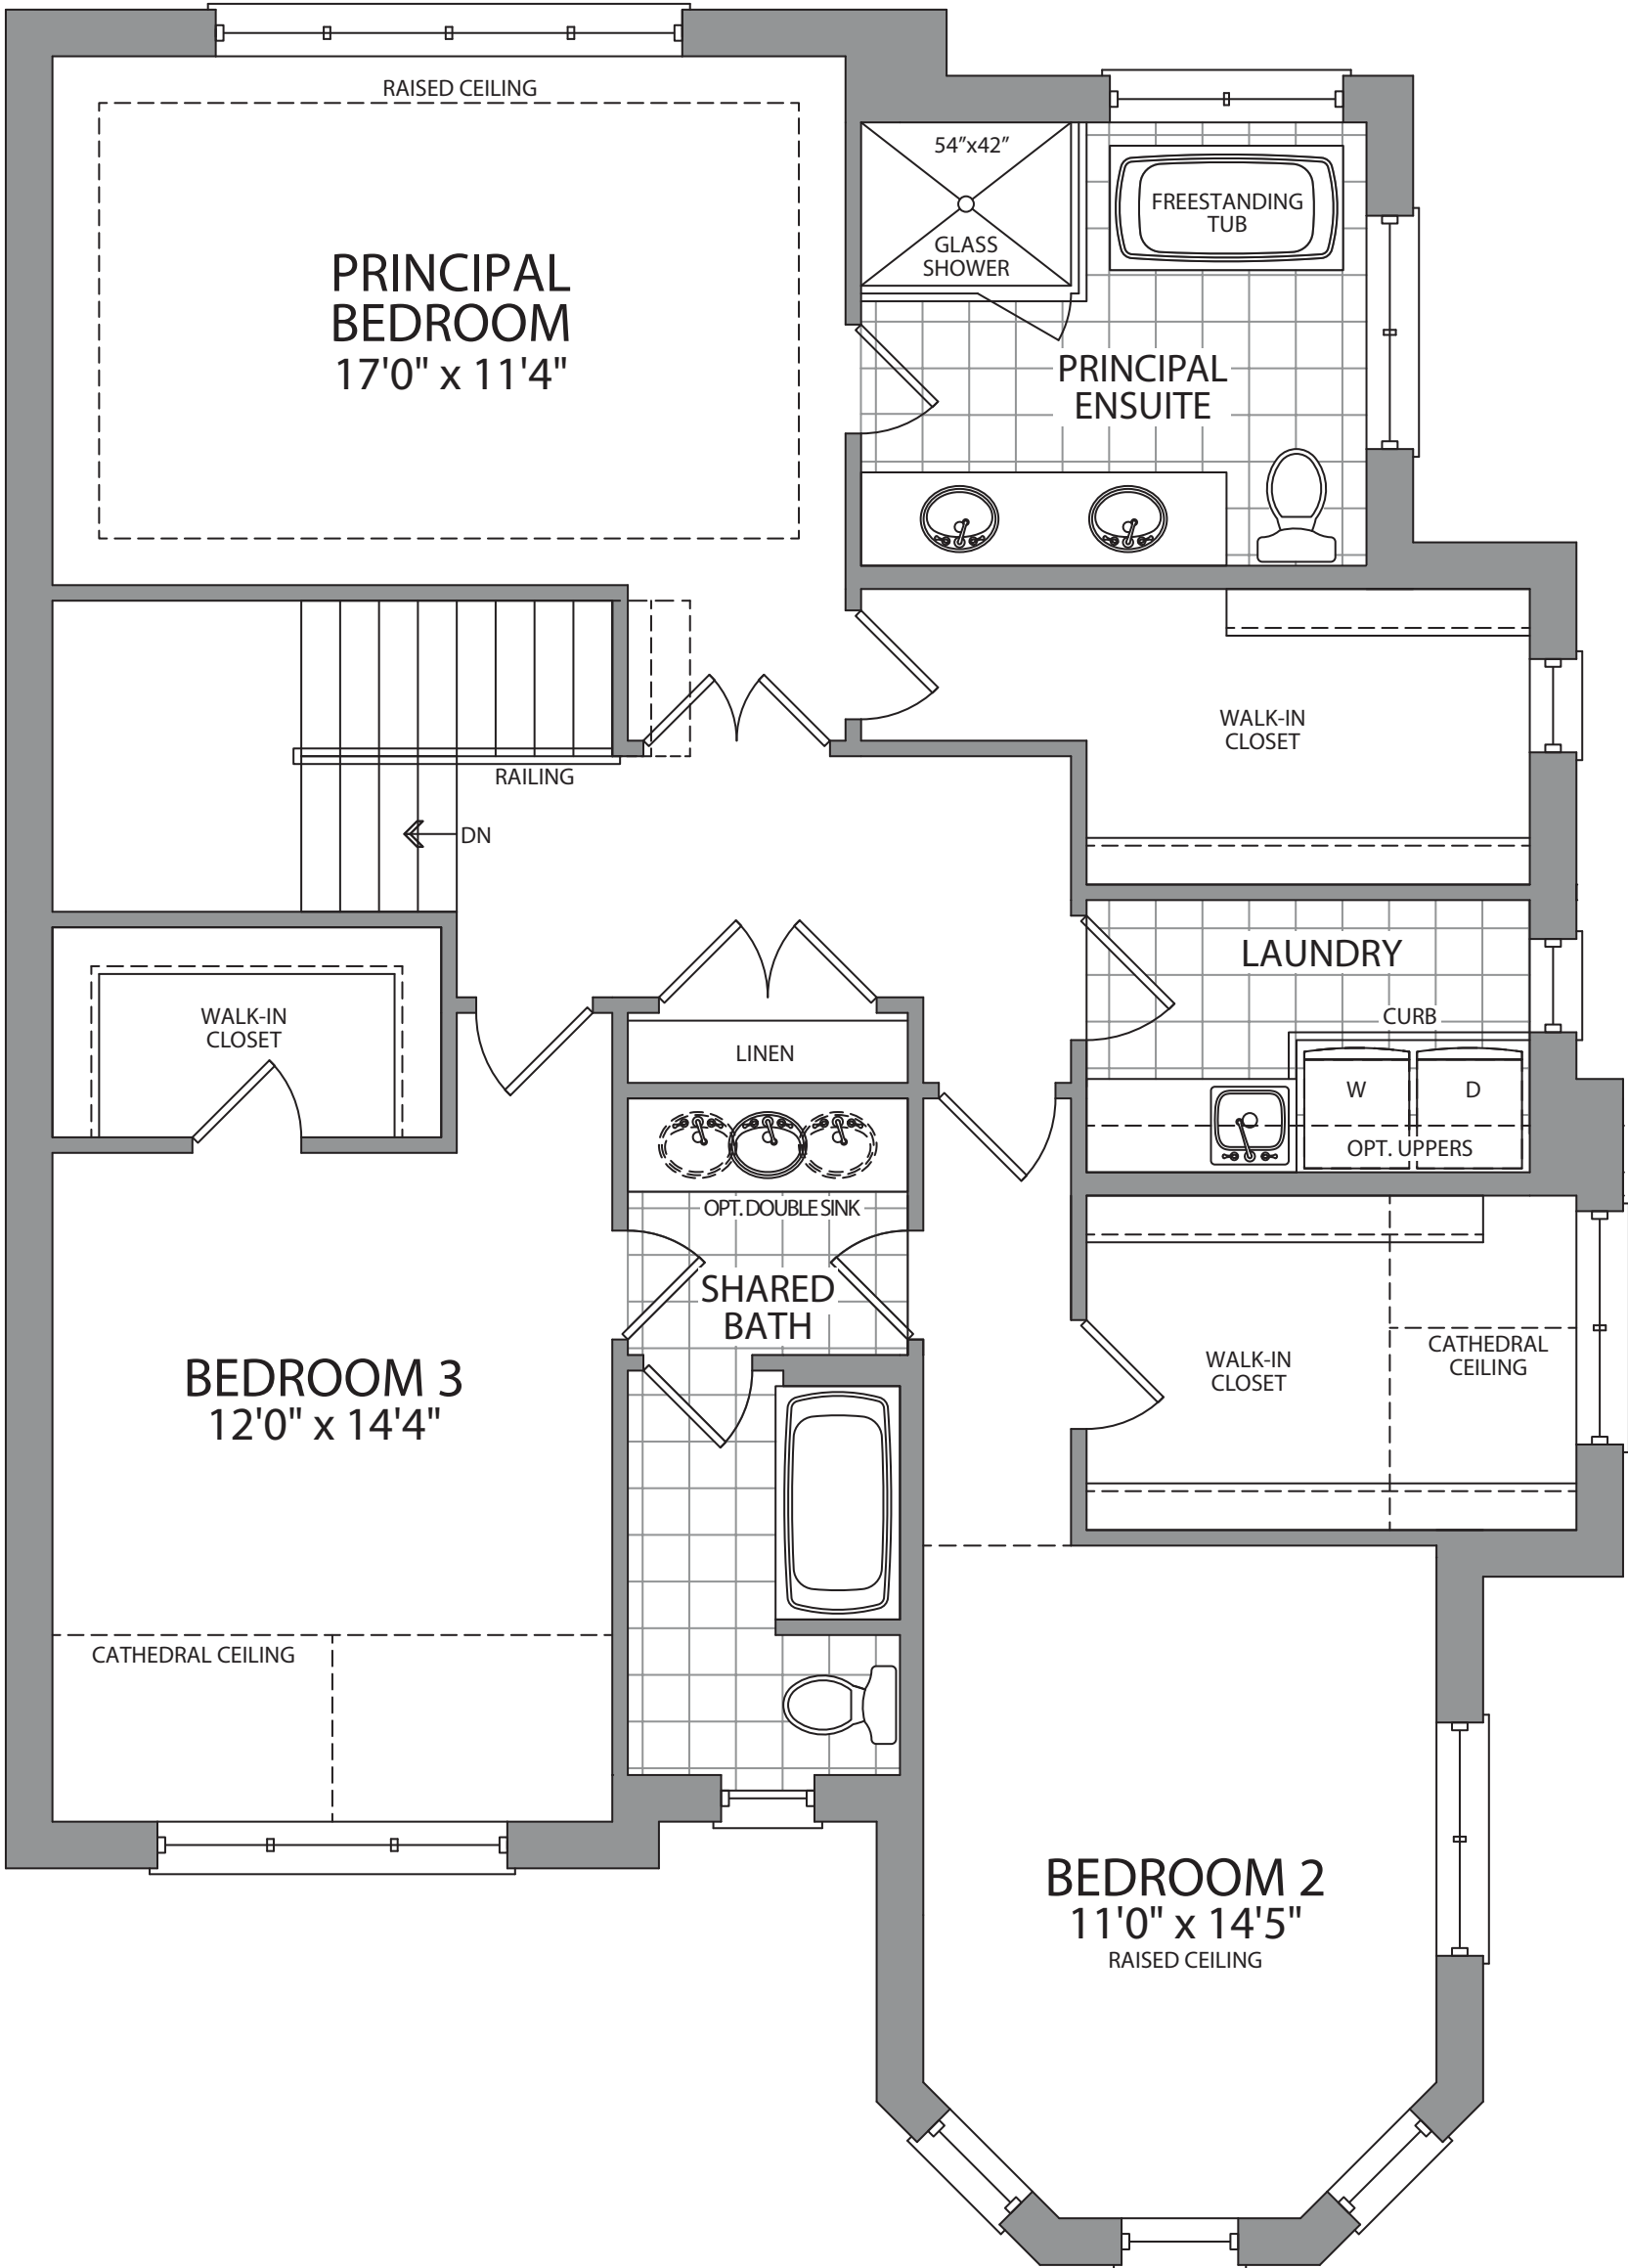 RAISED CEILING
PRINCIPAL
BEDROOM
17'0" x 11'4"
54”x42”
GLASS
SHOWER
FREESTANDING
TUB
PRINCIPAL
ENSUITE
WALK-IN
CLOSET
RAILING
DN
LAUNDRY
CURB
W
D
OPT. UPPERS
WALK-IN
CLOSET
LINEN
OPT. DOUBLE SINK
SHARED
BATH
BEDROOM 3
12'0" x 14'4"
CATHEDRAL CEILING
WALK-IN
CLOSET
CATHEDRAL
CEILING
BEDROOM 2
11'0" x 14'5"
RAISED CEILING